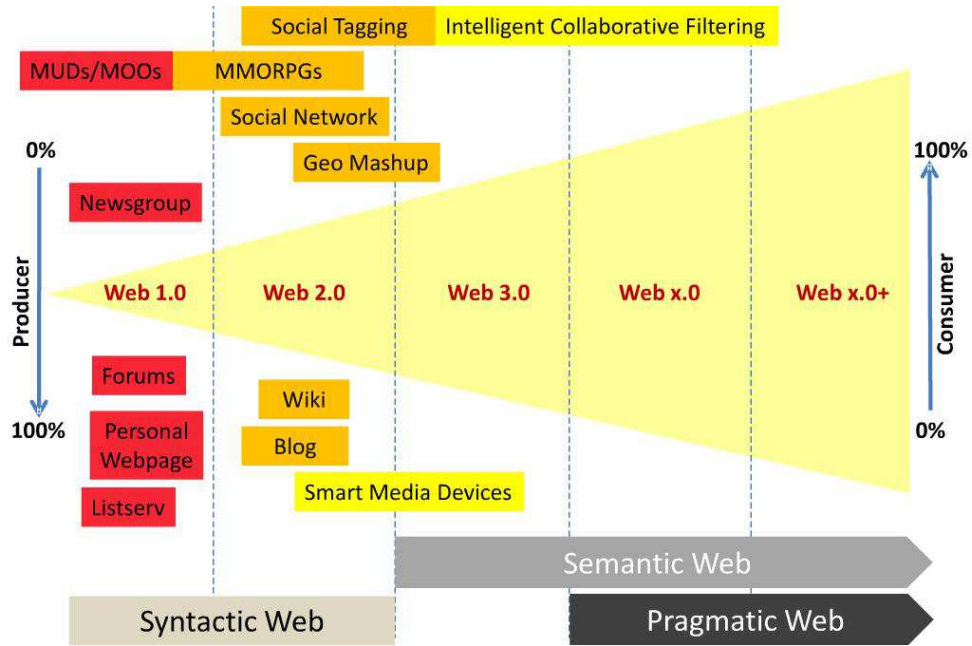 Social Tagging
Intelligent Collaborative Filtering
MUDs/MOOs
MMORPGs
Social Network
0%
Geo Mashup
100%
Newsgroup
Producer
Web 1.0
Web 2.0
Web 3.0
Web x.0
Web x.0+
Consumer
Forums
Wiki
100%
Personal
Webpage
Blog
0%
Listserv
Smart Media Devices
Semantic Web
Syntactic Web
Pragmatic Web